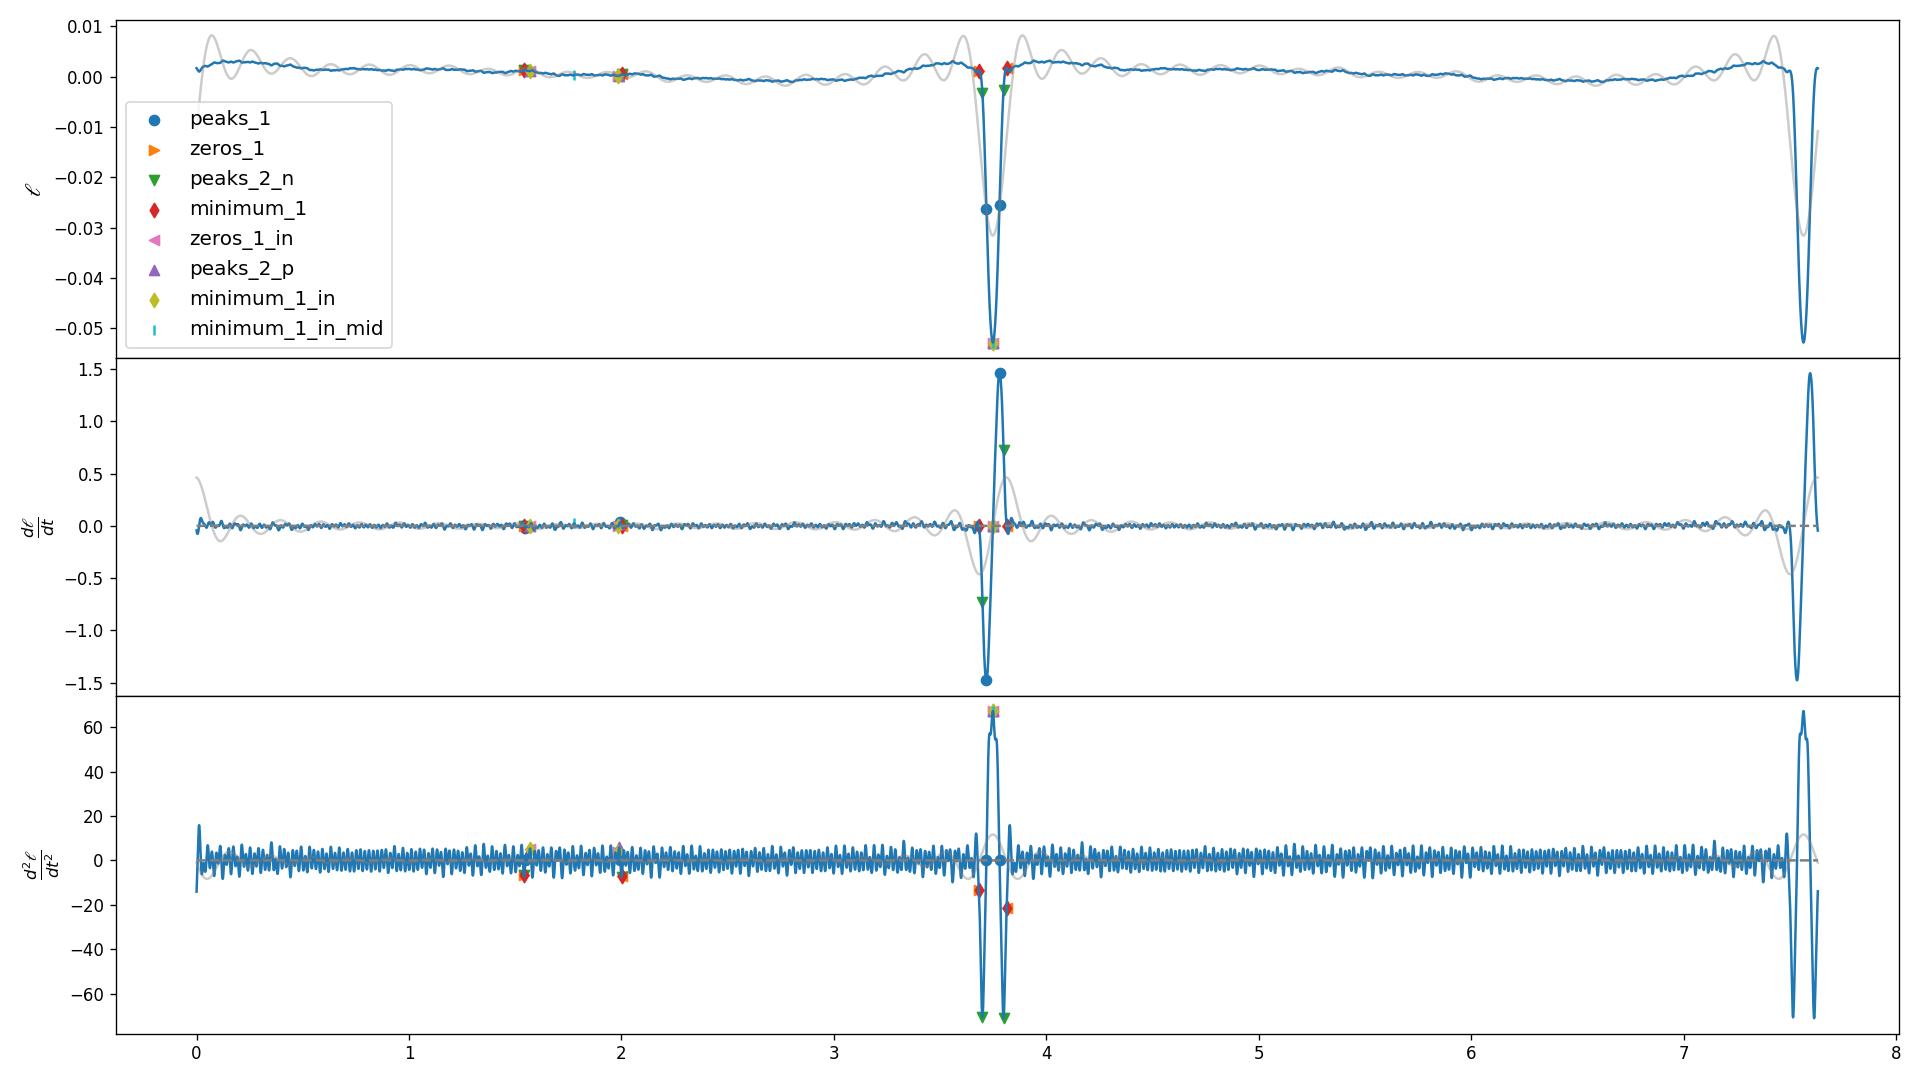 0.01
0.00
−0.01
−0.02
−0.03
−0.04
−0.05
ℓ
peaks_1
zeros_1
peaks_2_n
minimum_1
zeros_1_in
peaks_2_p
minimum_1_in
minimum_1_in_mid
1.5
1.0
0.5
0.0
−0.5
−1.0
−1.5
dℓ
dt
60
40
20
0
−20
−40
−60
d²ℓ
dt²
0 1 2 3 4 5 6 7 8